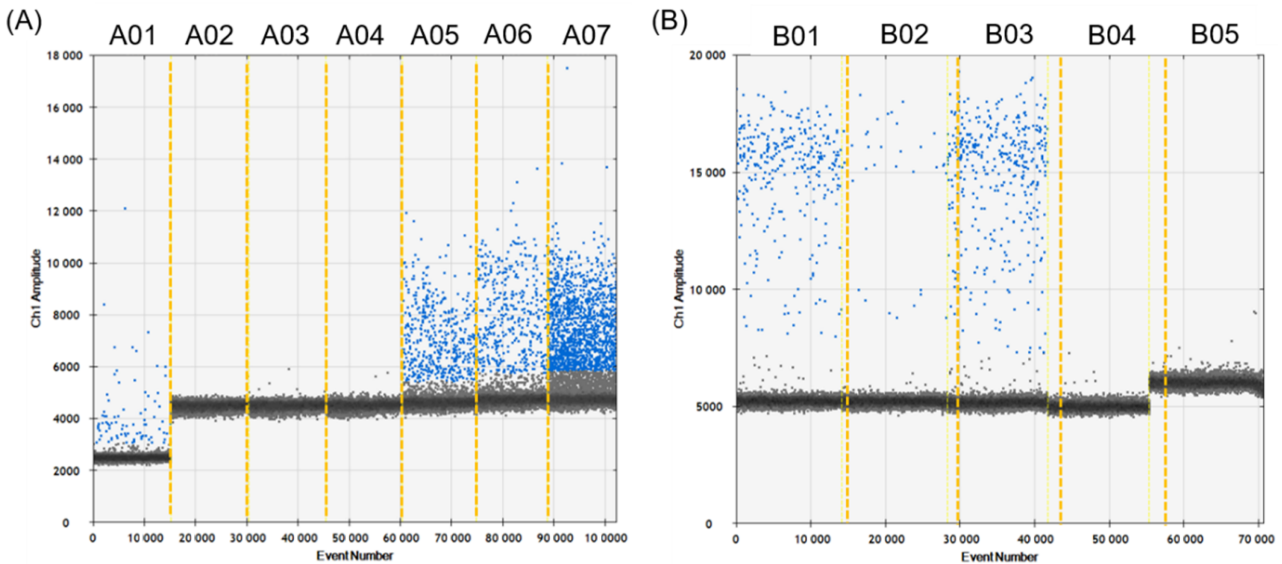 (A)
A01 A02 A03 A04 A05 A06 A07
18 000
16 000
14 000
12 000
10 000
8000
6000
4000
2000
0
Ch1 Amplitude
0 10 000 20 000 30 000 40 000 50 000 60 000 70 000 80 000 90 000 1 00 000
Event Number
(B)
B01 B02 B03 B04 B05
20 000
15 000
10 000
5000
0
Ch1 Amplitude
0 10 000 20 000 30 000 40 000 50 000 60 000 70 000
Event Number